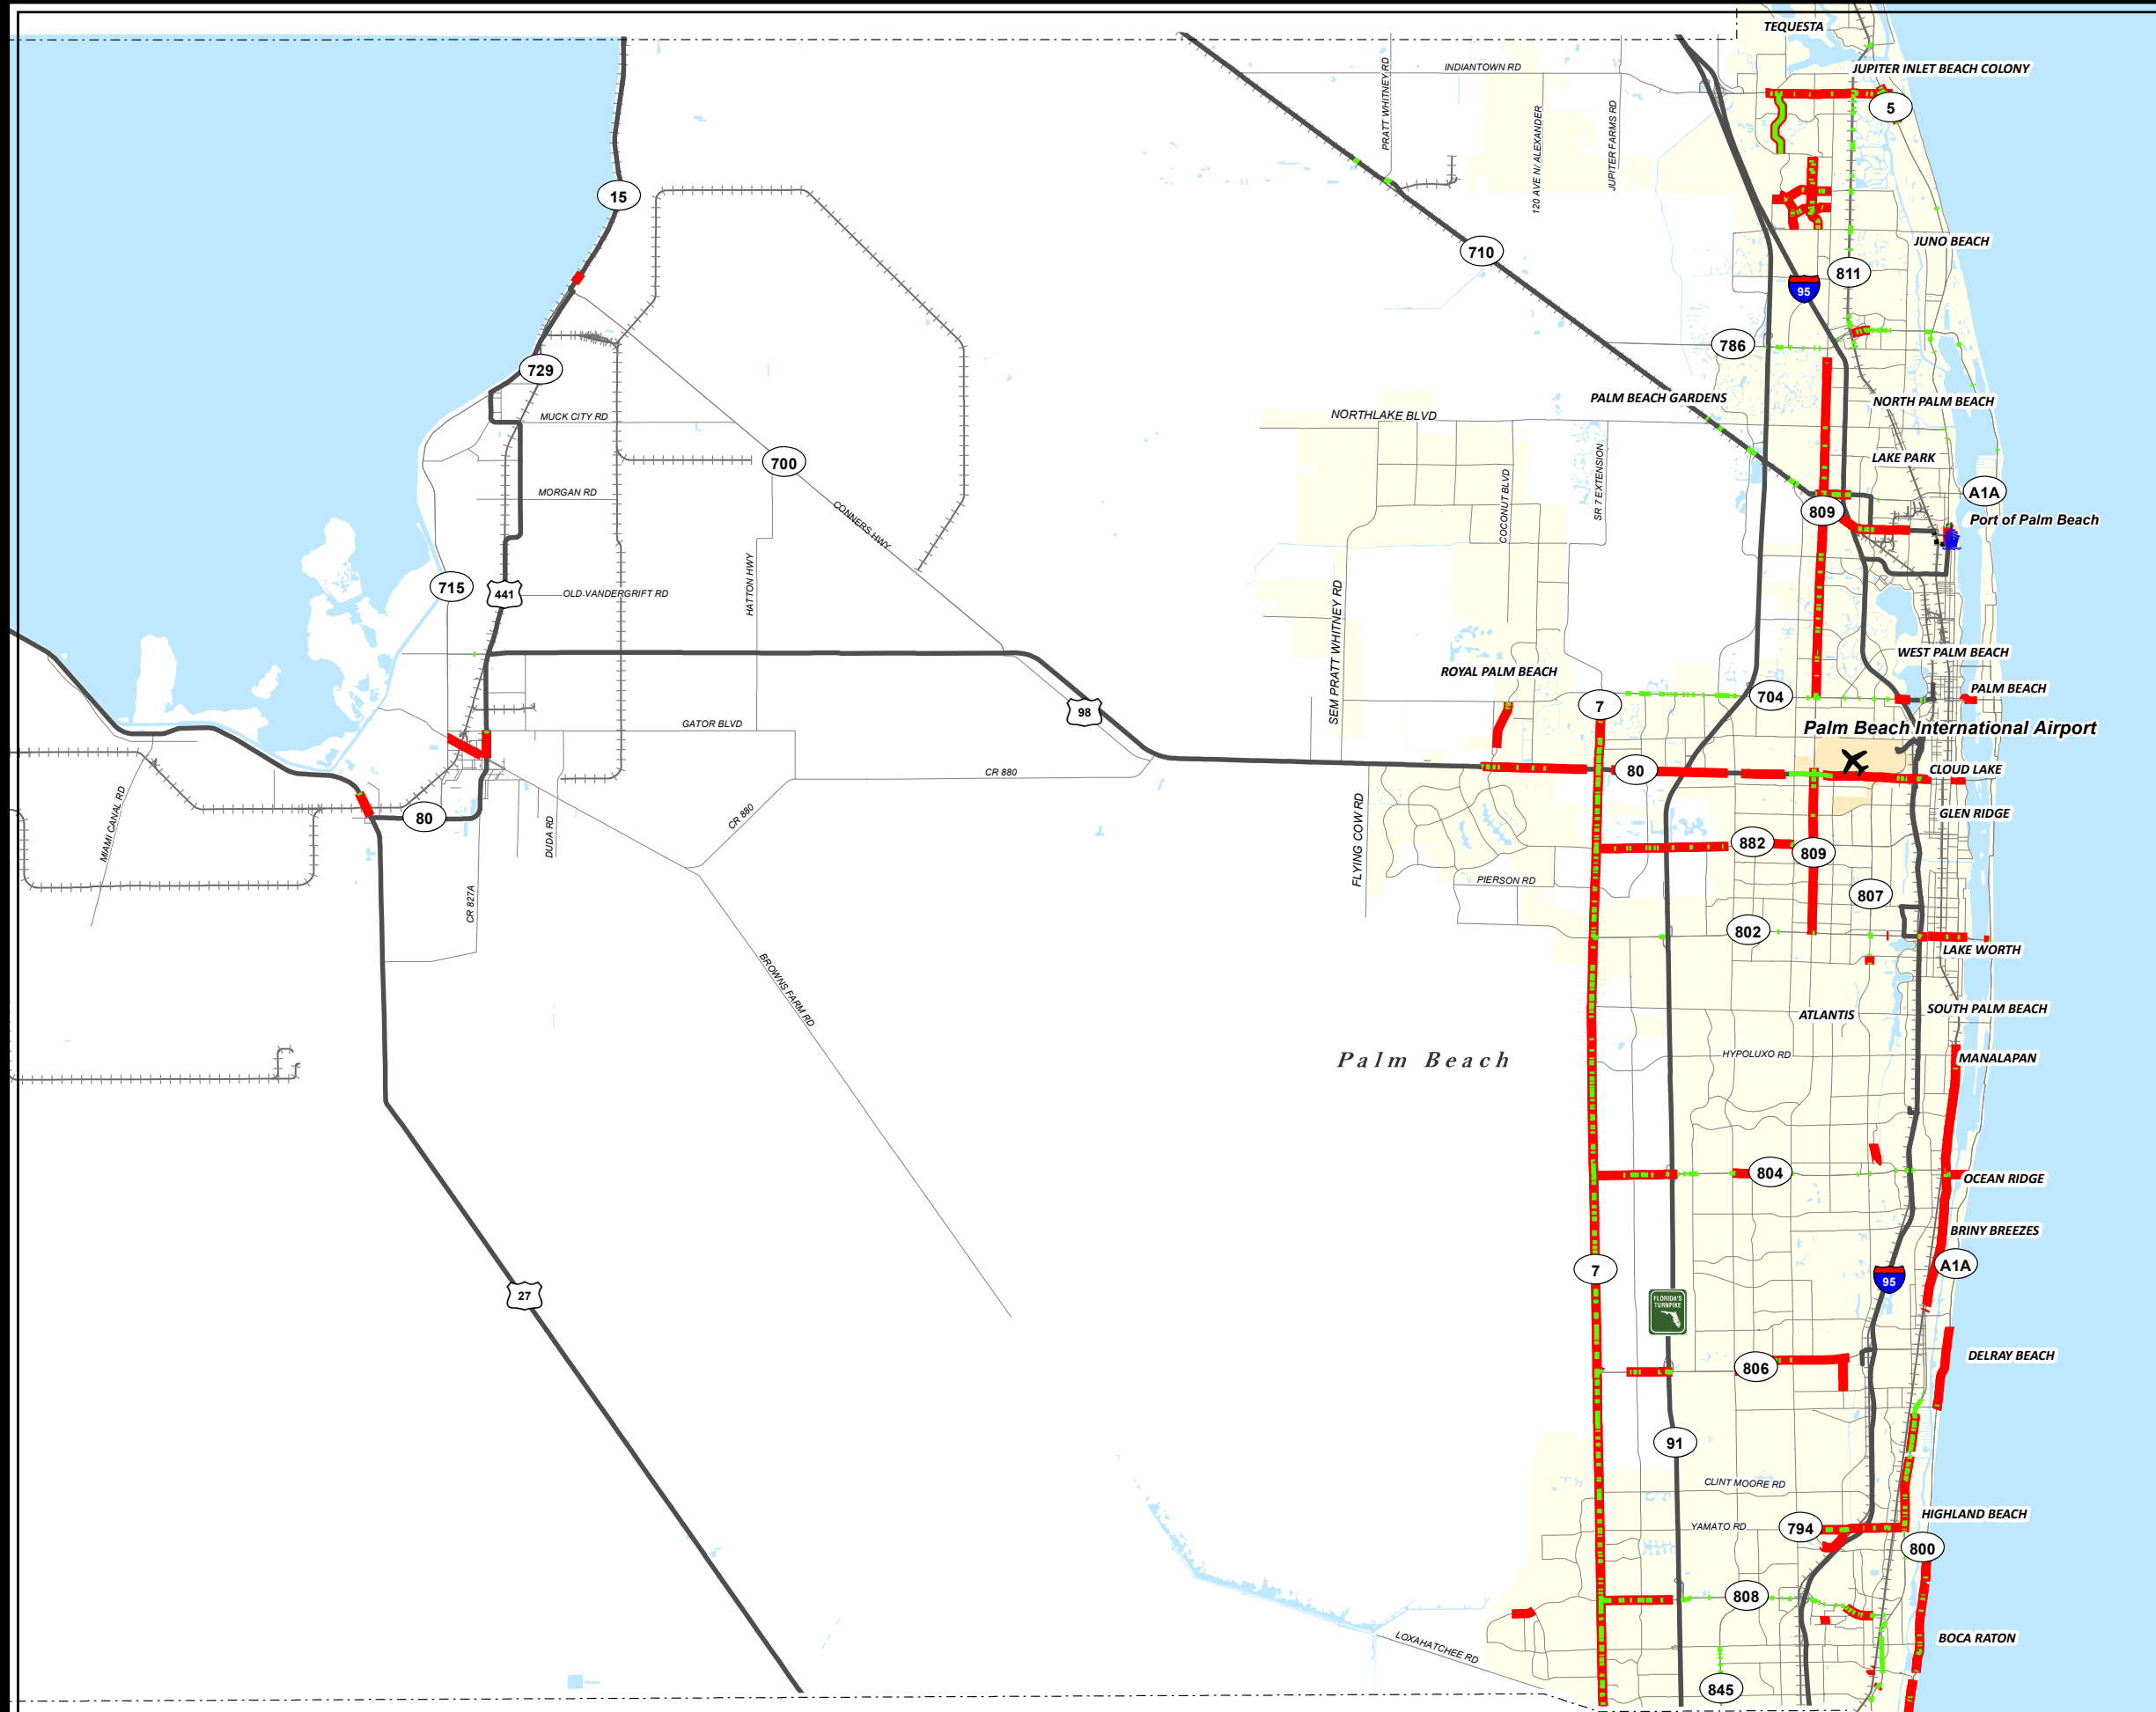 TEQUESTA
JUPITER INLET BEACH COLONY
INDIANTOWN RD
PRATT WHITNEY RD
120 AVE N/ ALEXANDER
JUPITER FARMS RD
5
15
710
JUNO BEACH
811
95
786
729
PALM BEACH GARDENS
NORTH PALM BEACH
MUCK CITY RD
NORTHLAKE BLVD
700
LAKE PARK
MORGAN RD
COCONUT BLVD
SR 7 EXTENSION
A1A
CONNERS HWY
809
Port of Palm Beach
715
441
OLD VANDERGRIFT RD
HATTON HWY
SEM PRATT WHITNEY RD
WEST PALM BEACH
ROYAL PALM BEACH
PALM BEACH
704
7
98
GATOR BLVD
Palm Beach International Airport
CR 880
80
CLOUD LAKE
MIAMI CANAL RD
80
DUDA RD
CR 880
FLYING COW RD
GLEN RIDGE
882
809
PIERSON RD
CR 827A
807
802
LAKE WORTH
BROWNS FARM RD
SOUTH PALM BEACH
ATLANTIS
Palm Beach
HYPOLUXO RD
MANALAPAN
804
OCEAN RIDGE
BRINY BREEZES
7
A1A
95
27
FLORIDA'S
TURNPIKE
806
DELRAY BEACH
91
CLINT MOORE RD
HIGHLAND BEACH
YAMATO RD
794
800
808
LOXAHATCHEE RD
BOCA RATON
845